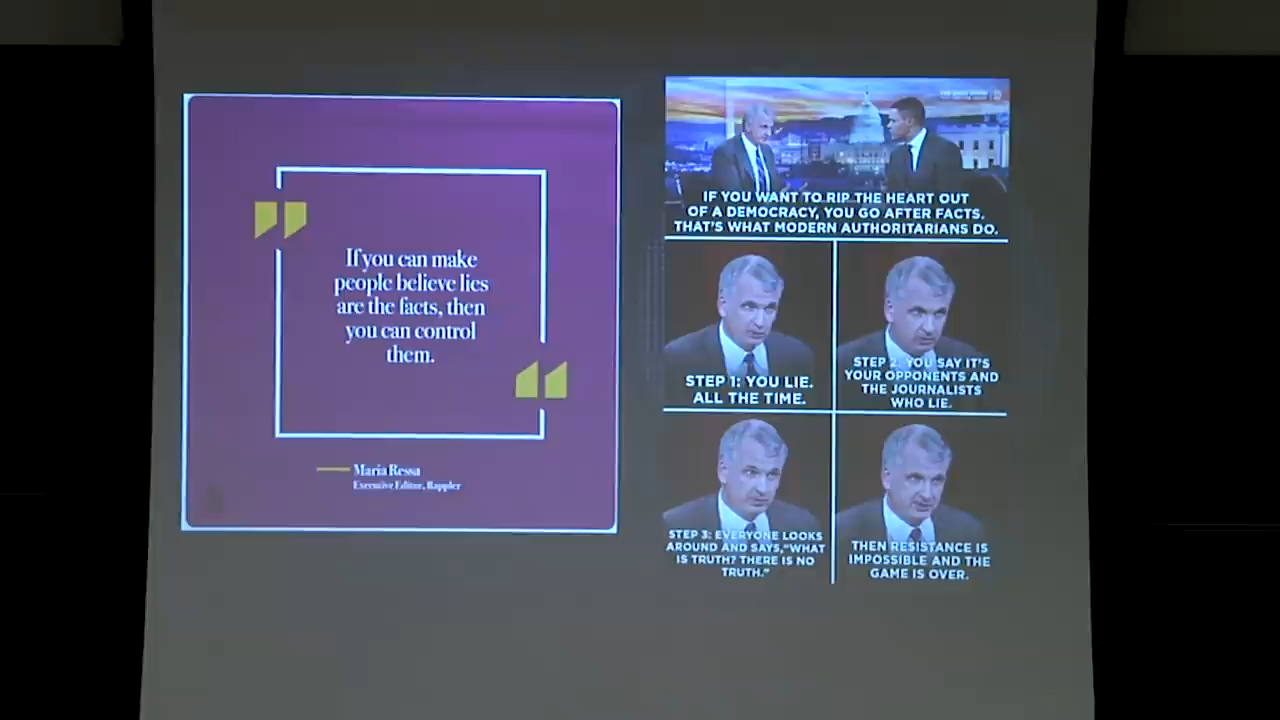 If you can make
people believe lies
are the facts, then
you can control
them.
Maria Ressa
Executive Editor, Rappler
IF YOU WANT TO RIP THE HEART OUT
OF A DEMOCRACY, YOU GO AFTER FACTS.
THAT'S WHAT MODERN AUTHORITARIANS DO.
STEP 1: YOU LIE.
ALL THE TIME.
STEP 2: YOU SAY IT'S
YOUR OPPONENTS AND
THE JOURNALISTS
WHO LIE.
STEP 3: EVERYONE LOOKS
AROUND AND SAYS,"WHAT
IS TRUTH? THERE IS NO
TRUTH."
THEN RESISTANCE IS
IMPOSSIBLE AND THE
GAME IS OVER.